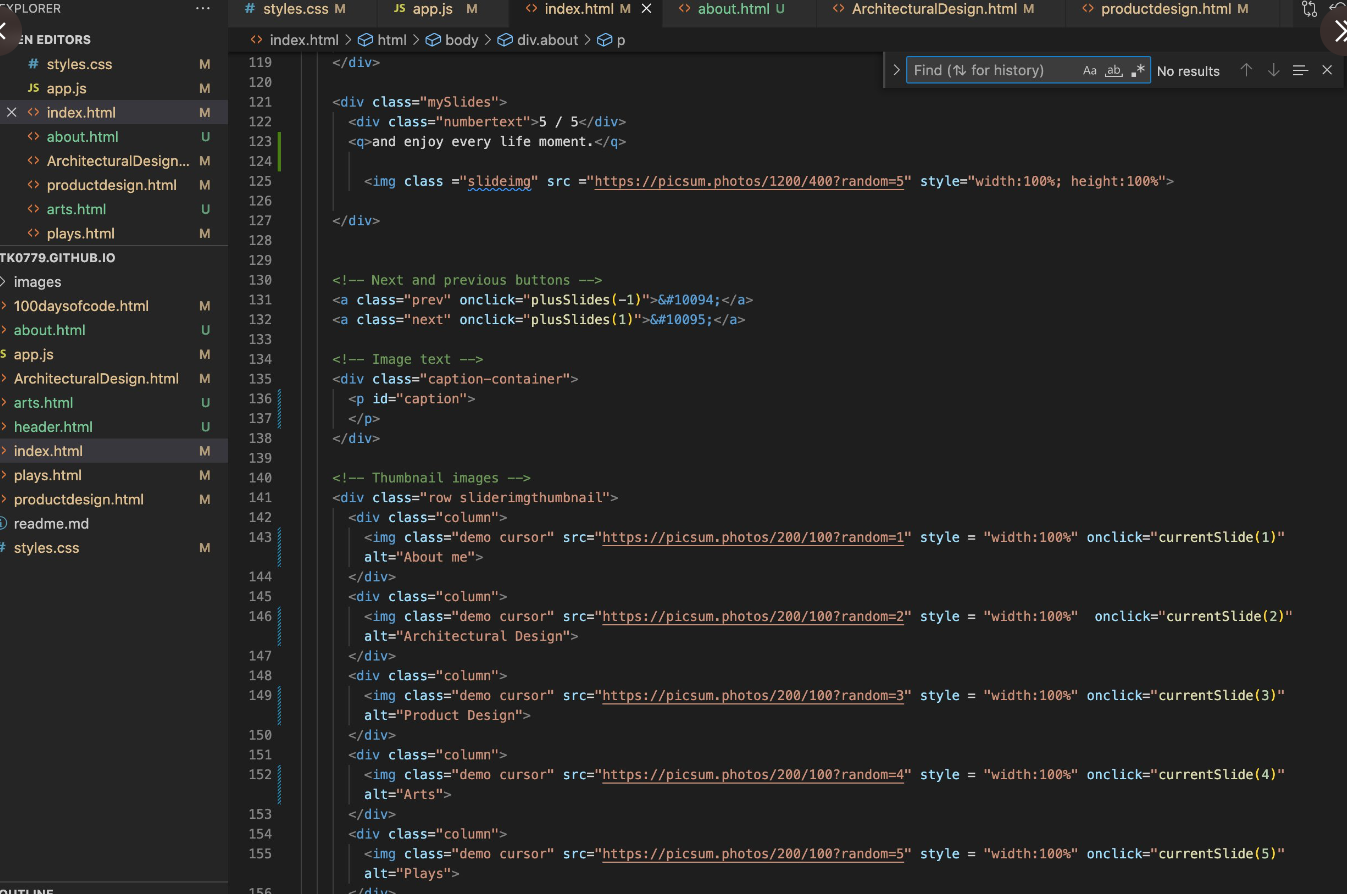 EXPLORER ...
styles.css M
JS app.js M
index.html M
about.html U
ArchitecturalDesign.html M
productdesign.html M
EN EDITORS
index.html > html > body > div.about > p
# styles.css M
JS app.js M
index.html M
about.html U
ArchitecturalDesign... M
productdesign.html M
arts.html U
plays.html M
TK0779.GITHUB.IO
images
100daysofcode.html M
about.html U
S app.js M
ArchitecturalDesign.html M
arts.html U
header.html U
index.html M
plays.html M
productdesign.html M
readme.md
# styles.css M
OUTLINE
Find (⇅ for history) Aa ab .* No results
119 </div>
120
121 <div class="mySlides">
122 <div class="numbertext">5 / 5</div>
123 <q>and enjoy every life moment.</q>
124
125 <img class ="slideimg" src ="https://picsum.photos/1200/400?random=5" style="width:100%; height:100%">
126
127 </div>
128
129
130 <!-- Next and previous buttons -->
131 <a class="prev" onclick="plusSlides(-1)">&#10094;</a>
132 <a class="next" onclick="plusSlides(1)">&#10095;</a>
133
134 <!-- Image text -->
135 <div class="caption-container">
136 <p id="caption">
137 </p>
138 </div>
139
140 <!-- Thumbnail images -->
141 <div class="row sliderimgthumbnail">
142 <div class="column">
143 <img class="demo cursor" src="https://picsum.photos/200/100?random=1" style = "width:100%" onclick="currentSlide(1)"
alt="About me">
144 </div>
145 <div class="column">
146 <img class="demo cursor" src="https://picsum.photos/200/100?random=2" style = "width:100%"  onclick="currentSlide(2)"
alt="Architectural Design">
147 </div>
148 <div class="column">
149 <img class="demo cursor" src="https://picsum.photos/200/100?random=3" style = "width:100%" onclick="currentSlide(3)"
alt="Product Design">
150 </div>
151 <div class="column">
152 <img class="demo cursor" src="https://picsum.photos/200/100?random=4" style = "width:100%" onclick="currentSlide(4)"
alt="Arts">
153 </div>
154 <div class="column">
155 <img class="demo cursor" src="https://picsum.photos/200/100?random=5" style = "width:100%" onclick="currentSlide(5)"
alt="Plays">
156 </div>